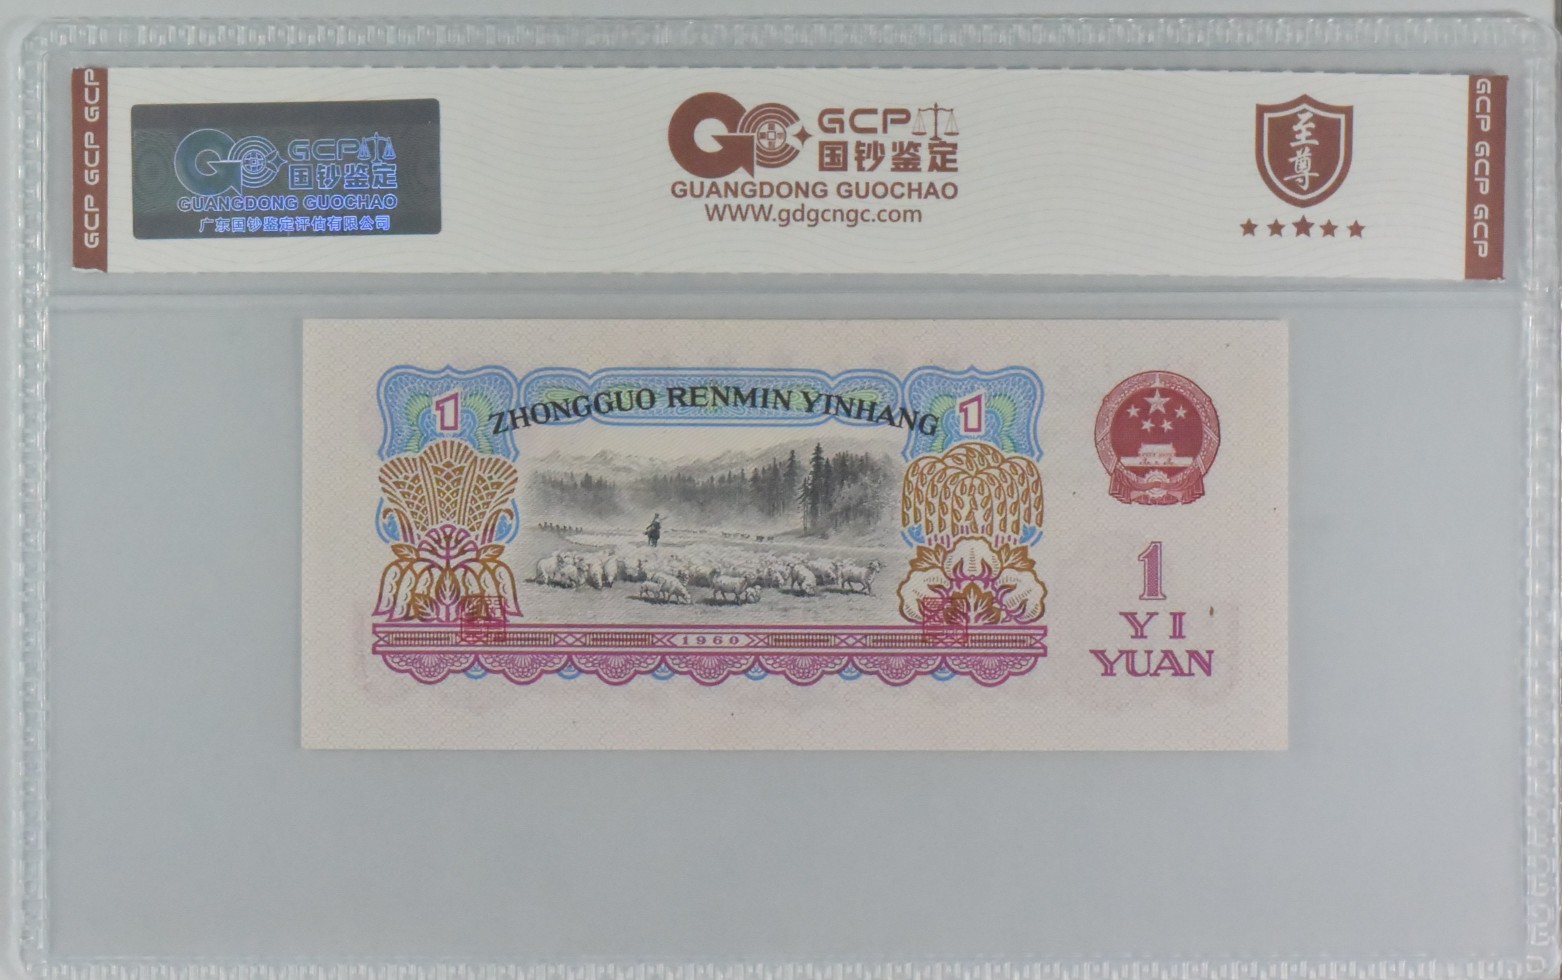 GCP GCP GCP
GCP
国钞鉴定
GUANGDONG GUOCHAO
广东国钞鉴定评估有限公司
GCP
国钞鉴定
GUANGDONG GUOCHAO
WWW.gdgcngc.com
至尊
GCP GCP GCP
1
ZHONGGUO RENMIN YINHANG
1
1960
1
YI
YUAN